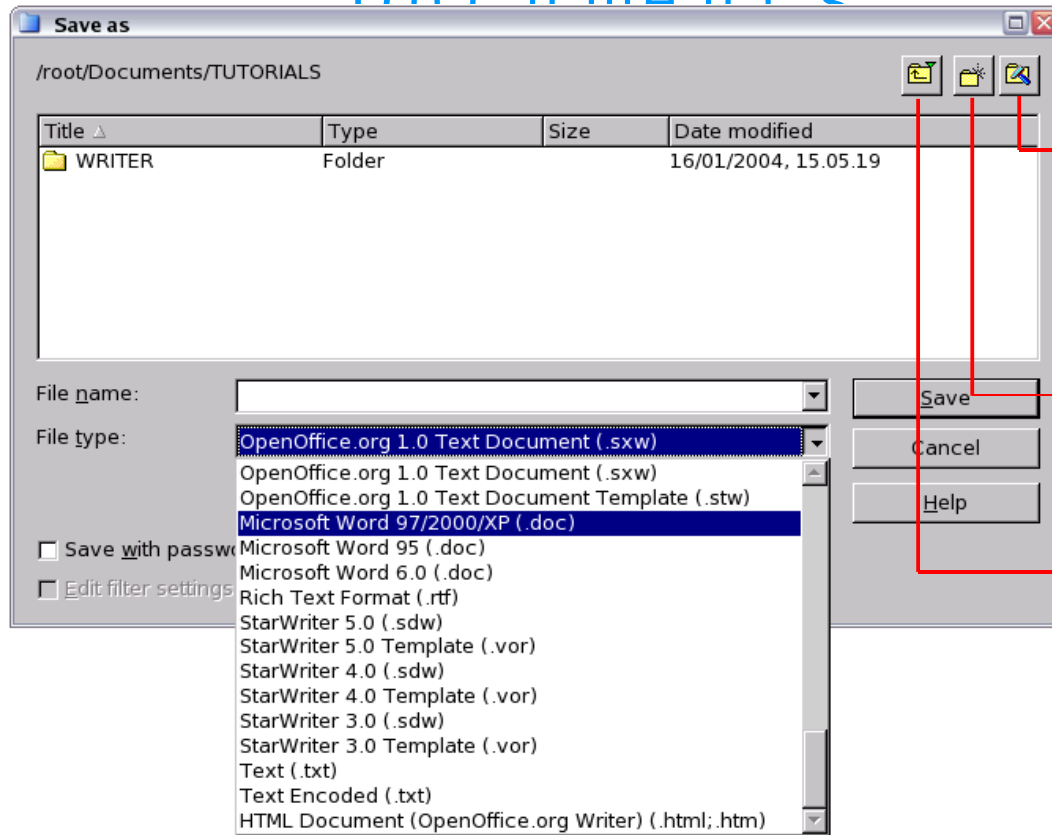 Save as
/root/Documents/TUTORIALS
Title Type Size Date modified
WRITER Folder 16/01/2004, 15.05.19
File name:
Save
File type:
OpenOffice.org 1.0 Text Document (.sxw)
Cancel
OpenOffice.org 1.0 Text Document (.sxw)
OpenOffice.org 1.0 Text Document Template (.stw)
Help
Microsoft Word 97/2000/XP (.doc)
Save with passwo
Microsoft Word 95 (.doc)
Microsoft Word 6.0 (.doc)
Edit filter settings
Rich Text Format (.rtf)
StarWriter 5.0 (.sdw)
StarWriter 5.0 Template (.vor)
StarWriter 4.0 (.sdw)
StarWriter 4.0 Template (.vor)
StarWriter 3.0 (.sdw)
StarWriter 3.0 Template (.vor)
Text (.txt)
Text Encoded (.txt)
HTML Document (OpenOffice.org Writer) (.html;.htm)